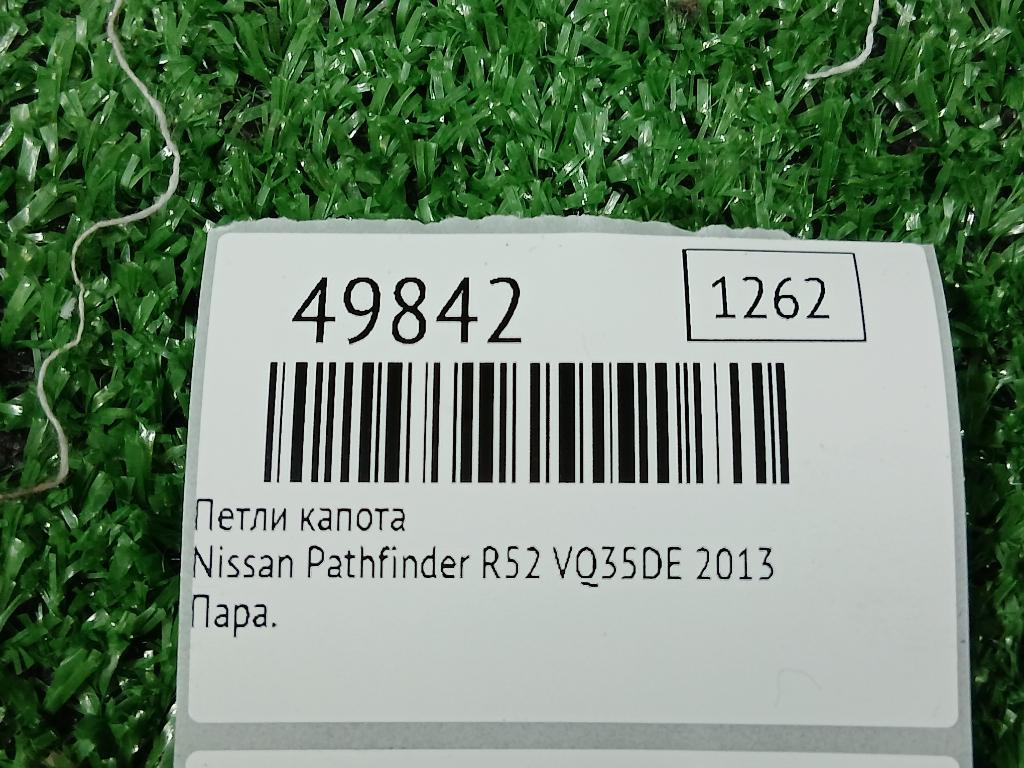 49842
1262
Петли капота
Nissan Pathfinder R52 VQ35DE 2013
Пара.